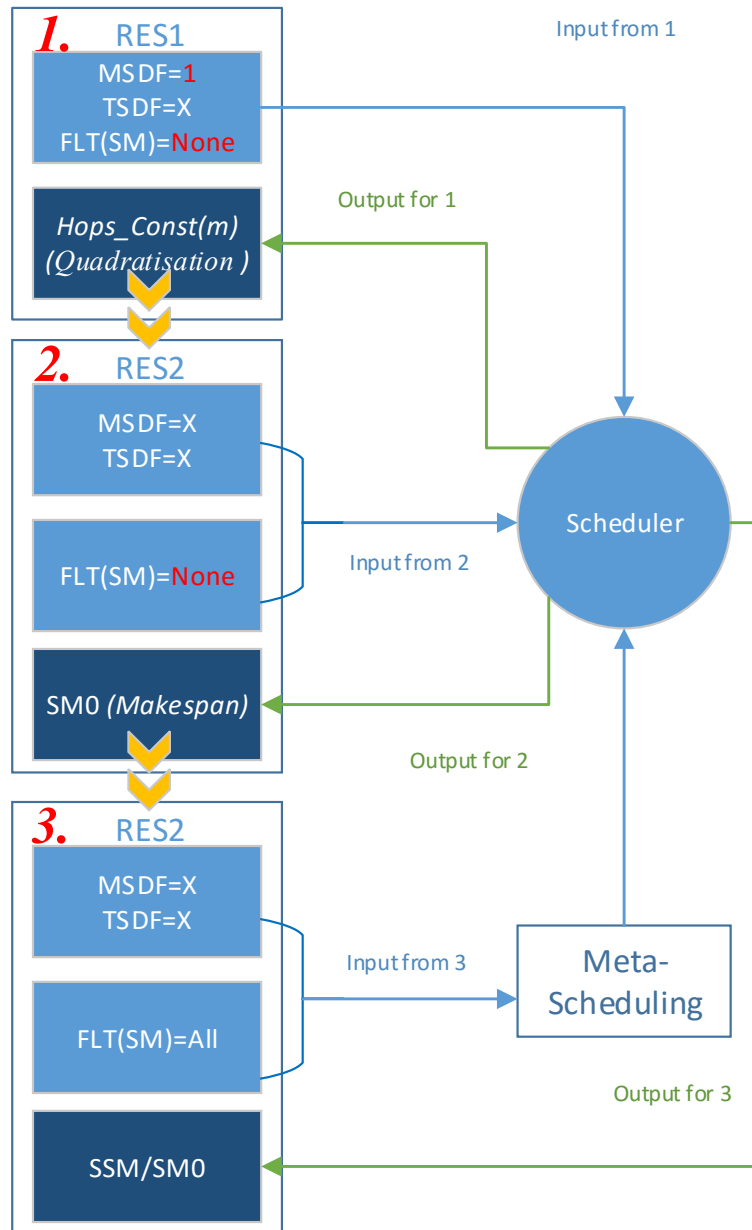 1.
RES1
Input from 1
MSDF=1
TSDF=X
FLT(SM)=None
Output for 1
Hops_Const(m)
(Quadratisation )
2.
RES2
MSDF=X
TSDF=X
Scheduler
Input from 2
FLT(SM)=None
SM0 (Makespan)
Output for 2
3.
RES2
MSDF=X
TSDF=X
Input from 3
Meta-
Scheduling
FLT(SM)=All
Output for 3
SSM/SM0